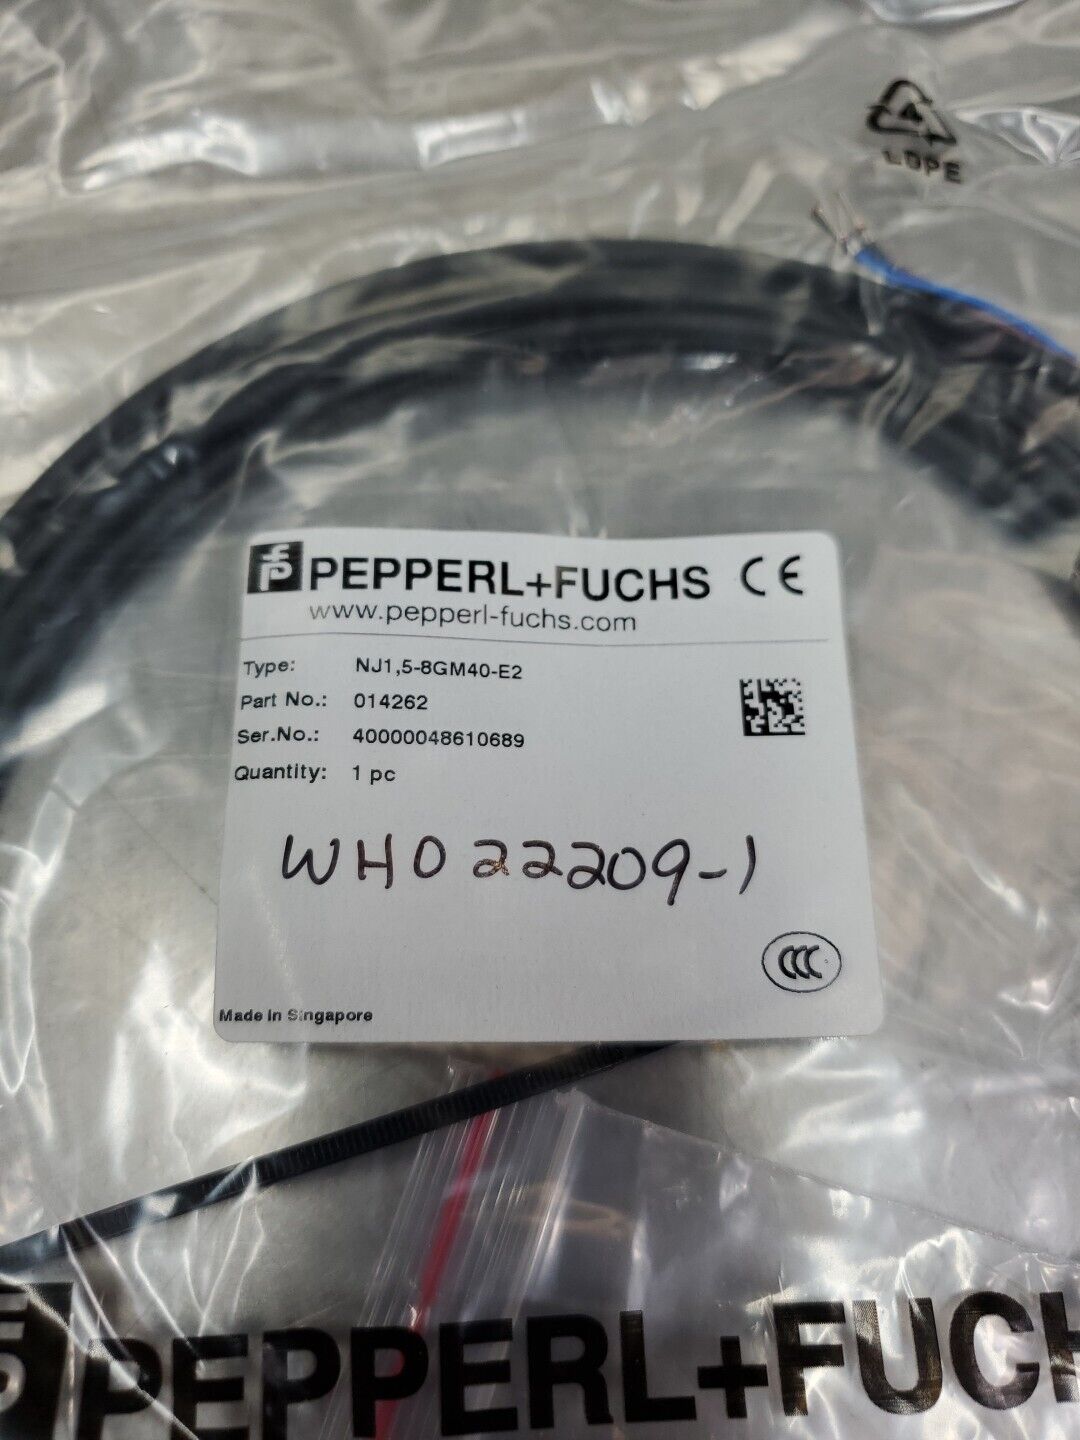 LDPE
PEPPERL+FUCHS CE
www.pepperl-fuchs.com
Type: NJ1,5-8GM40-E2
Part No.: 014262
Ser.No.: 40000048610689
Quantity: 1 pc
WH022209-1
CCC
Made in Singapore
PEPPERL+FUCH